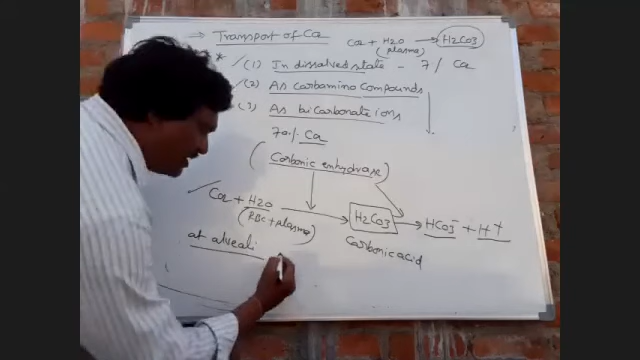 → Transport of Co2
Co2 + H2O → H2CO3
(plasma)
* (1) In dissolved state - 7% Co2
(2) As carbamino compounds
(3) As bicarbonate ions
70% Co2
(Carbonic enhydrase)
Co2 + H2O → H2CO3 → HCO3⁻ + H⁺
(RBC + plasma)
Carbonic acid
at alveoli